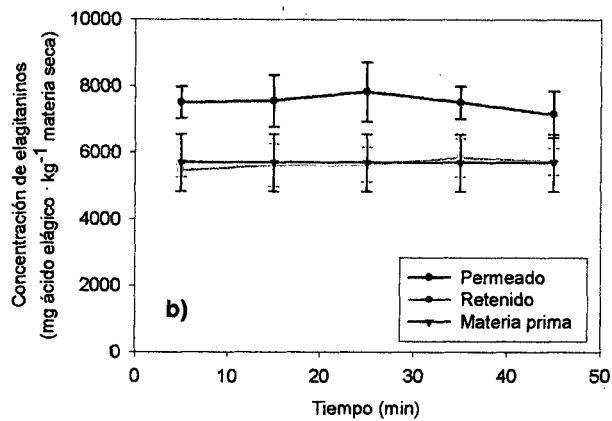 Concentración de elagitaninos
(mg ácido elágico · kg⁻¹ materia seca)
10000
8000
6000
4000
2000
0
b)
Permeado
Retenido
Materia prima
0 10 20 30 40 50
Tiempo (min)